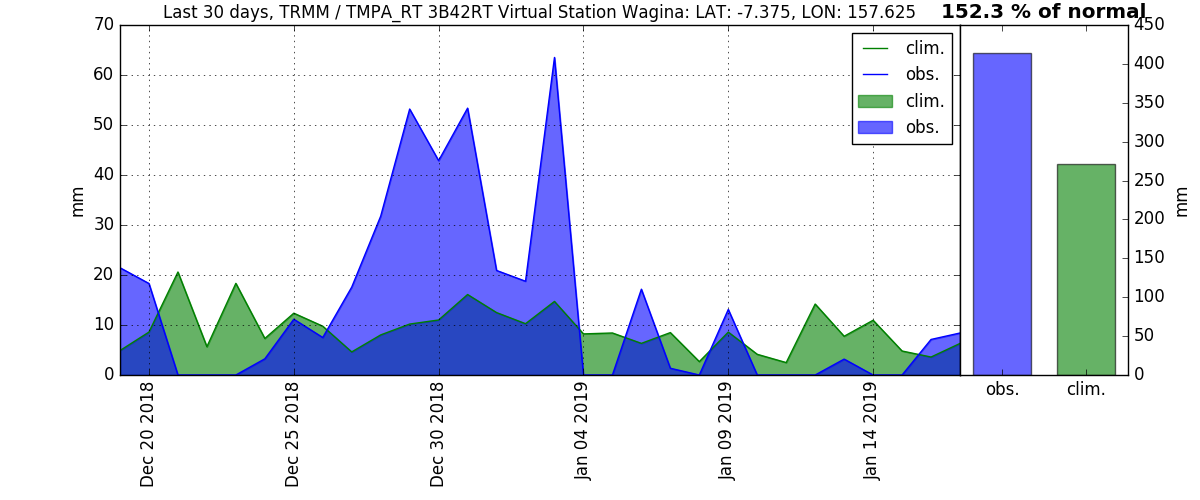 Last 30 days, TRMM / TMPA_RT 3B42RT Virtual Station Wagina: LAT: -7.375, LON: 157.625
152.3 % of normal
70
60
50
40
30
20
10
0
mm
clim.
obs.
clim.
obs.
450
400
350
300
250
200
150
100
50
0
mm
Dec 20 2018
Dec 25 2018
Dec 30 2018
Jan 04 2019
Jan 09 2019
Jan 14 2019
obs.
clim.